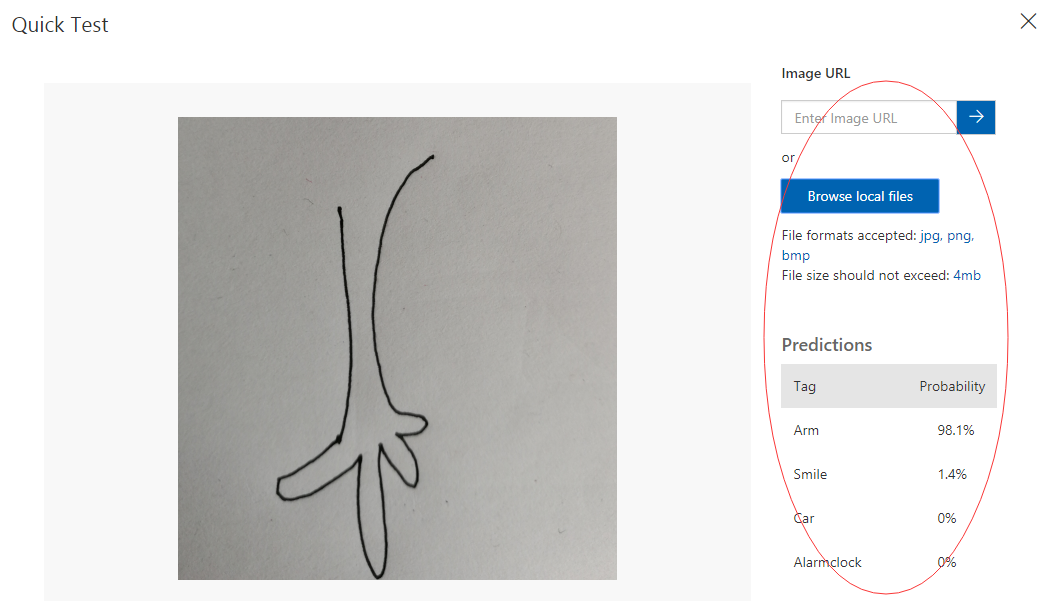 Quick Test
Image URL
Enter Image URL
or
Browse local files
File formats accepted: jpg, png,
bmp
File size should not exceed: 4mb
Predictions
Tag Probability
Arm 98.1%
Smile 1.4%
Car 0%
Alarmclock 0%